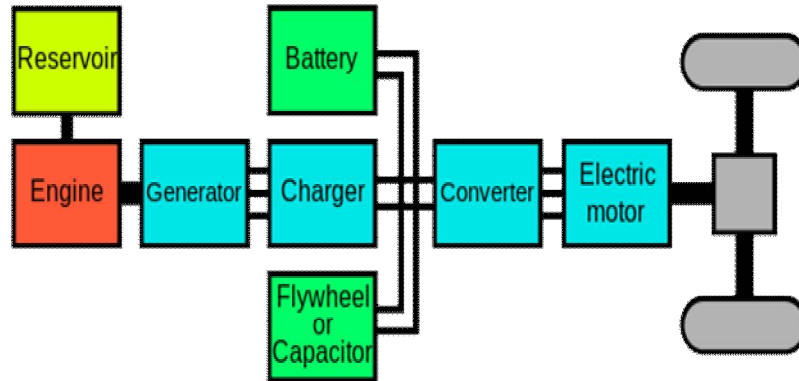 Reservoir
Battery
Engine
Generator
Charger
Converter
Electric
motor
Flywheel
or
Capacitor